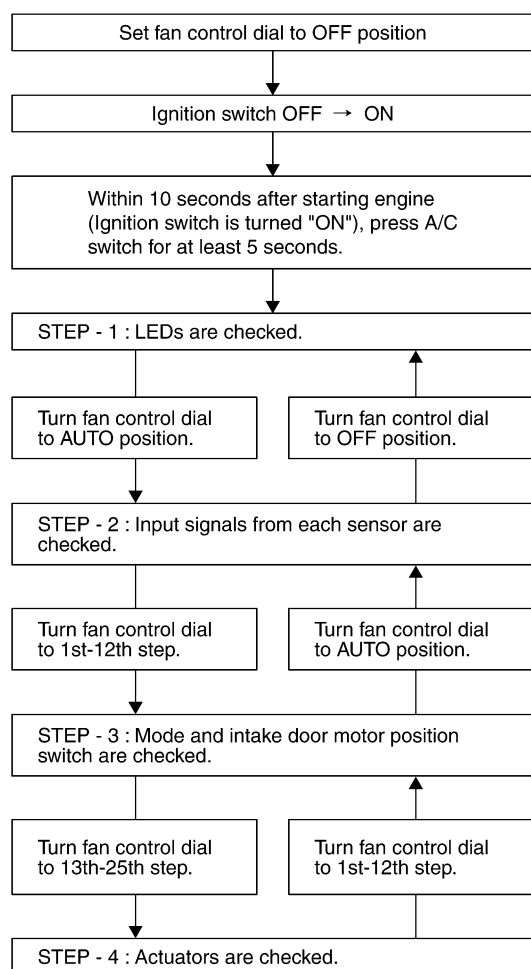 Set fan control dial to OFF position
Ignition switch OFF → ON
Within 10 seconds after starting engine
(Ignition switch is turned "ON"), press A/C
switch for at least 5 seconds.
STEP - 1 : LEDs are checked.
Turn fan control dial
to AUTO position.
Turn fan control dial
to OFF position.
STEP - 2 : Input signals from each sensor are
checked.
Turn fan control dial
to 1st-12th step.
Turn fan control dial
to AUTO position.
STEP - 3 : Mode and intake door motor position
switch are checked.
Turn fan control dial
to 13th-25th step.
Turn fan control dial
to 1st-12th step.
STEP - 4 : Actuators are checked.